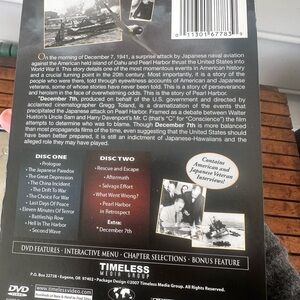 0 11301 67783 9
On the morning of December 7, 1941, a surprise attack by Japanese naval aviation
against the American held island of Oahu and Pearl Harbor thrust the United States into
World War II. This story details one of the most momentous events in American history
and a crucial turning point in the 20th century. Most importantly, it is a story of the
people who were there, told through eyewitness accounts of American and Japanese
veterans, some of whose stories have never been told. This is a story of perseverance
and heroism in the face of overwhelming odds. This is the story of Pearl Harbor.
"December 7th, produced on behalf of the U.S. government and directed by
acclaimed cinematographer Gregg Toland, is a dramatization of the events that
precipitated the attack on Pearl Harbor. Framed as a debate between Walter
Huston's Uncle Sam and Harry Davenport's Mr. C (that's "C" for "Conscience") the film
attempts to determine who was to blame. Though December 7th is more balanced
than most propaganda films of the time, even suggesting that the United States should
have been better prepared, it is still an indictment of Japanese-Hawaiians and the
alleged role they may have played.
DISC ONE
• Prologue
• The Japanese Paradox
• The Great Depression
• The China Incident
• The Drift To War
• The Choice For War
• Last Days Of Peace
• Eleven Minutes Of Terror
• Battleship Row
• Hell In The Harbor
• Second Wave
DISC TWO
• Rescue and Escape
• Aftermath
• Salvage Effort
• What Went Wrong?
• Pearl Harbor
in Retrospect
EXTRA:
• December 7th
Contains
American and
Japanese Veteran
Interviews!
DVD FEATURES: INTERACTIVE MENU • CHAPTER SELECTIONS • BONUS FEATURE
TIMELESS
MEDIA GROUP
P.O. Box 22738 • Eugene, OR 97402 • Package Design ©2007 Timeless Media Group. All Rights Reserved.
www.timelessvideo.com
DVD
VIDEO